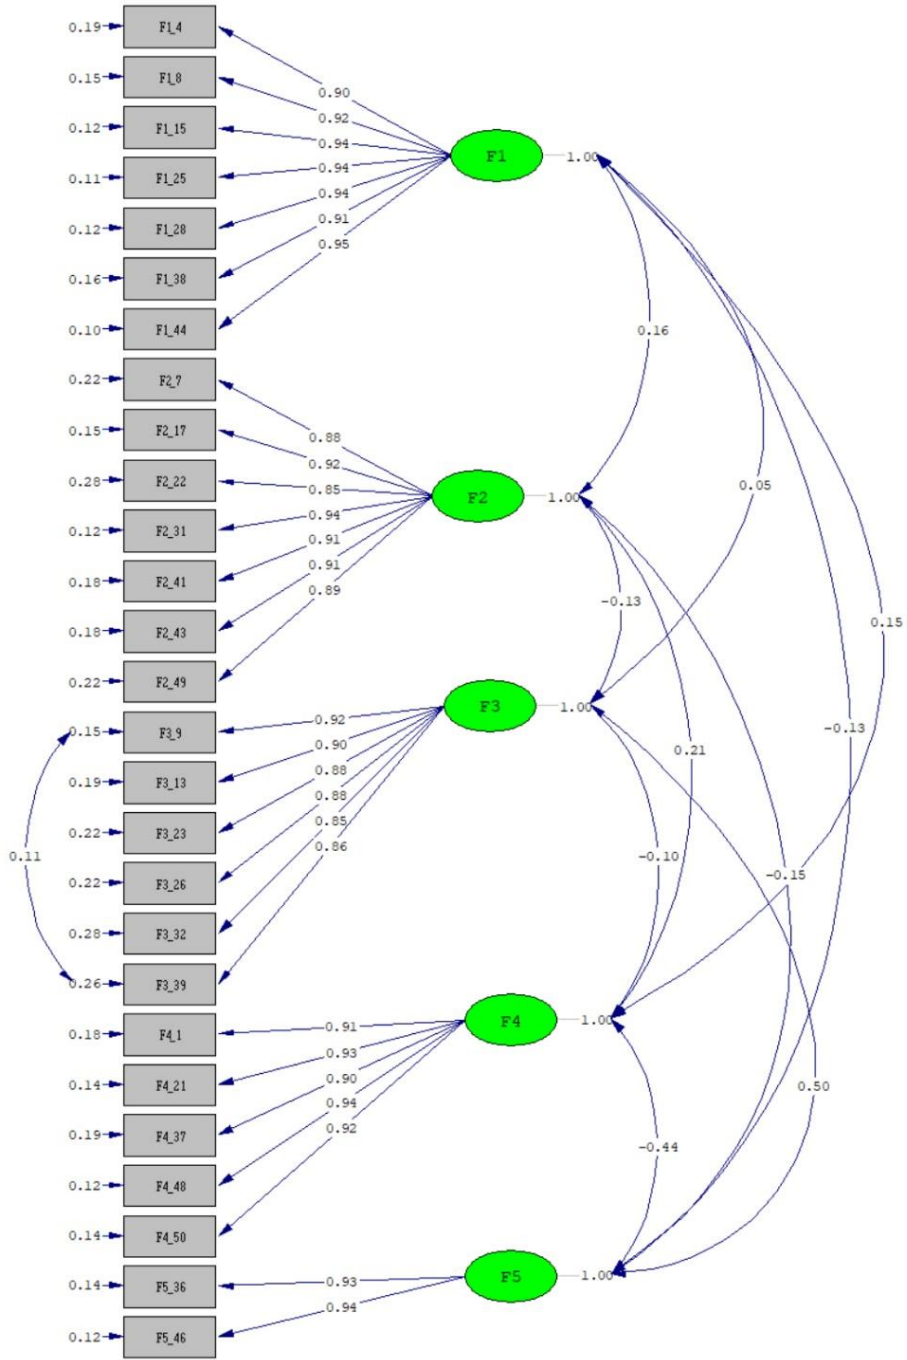 0.19 F1_4
0.15 F1_8
0.90
0.92
0.12 F1_15
0.94
F1 1.00
0.94
0.11 F1_25
0.94
0.12 F1_28
0.91
0.95
0.16 F1_38
0.10 F1_44
0.16
0.22 F2_7
0.15 F2_17
0.88
0.92
0.28 F2_22
0.85
F2 1.00
0.05
0.94
0.12 F2_31
0.91
0.91
0.18 F2_41
0.89
-0.13
0.15
0.18 F2_43
0.22 F2_49
F3 1.00
0.92
0.15 F3_9
-0.13
0.90
0.21
0.88
0.19 F3_13
0.88
0.85
0.22 F3_23
0.86
0.11
-0.10
-0.15
0.22 F3_26
0.28 F3_32
0.26 F3_39
F4 1.00
0.91
0.18 F4_1
0.93
0.90
0.14 F4_21
0.50
0.94
0.92
0.19 F4_37
-0.44
0.12 F4_48
0.14 F4_50
F5 1.00
0.93
0.14 F5_36
0.94
0.12 F5_46